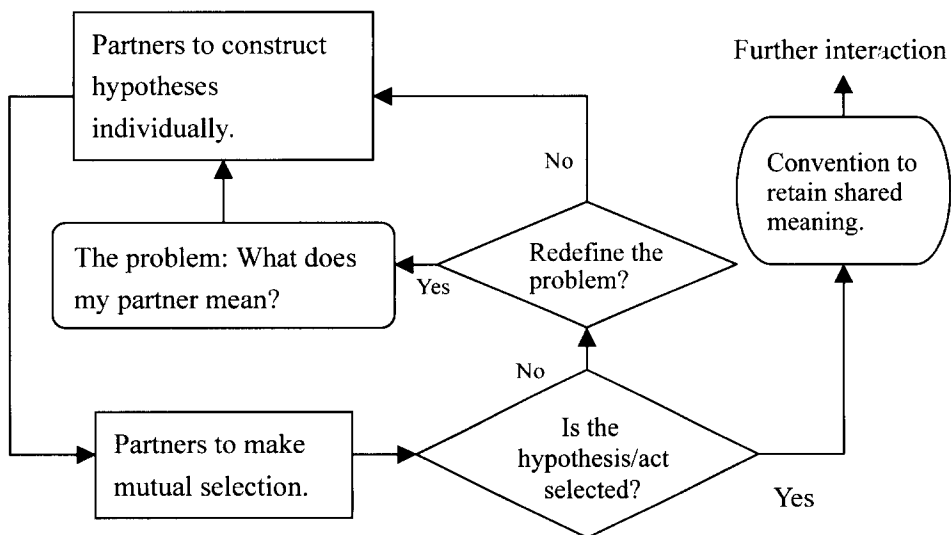 Partners to construct
hypotheses
individually.
Further interaction
No
Convention to
retain shared
meaning.
The problem: What does
my partner mean?
Yes
Redefine the
problem?
No
Partners to make
mutual selection.
Is the
hypothesis/act
selected?
Yes